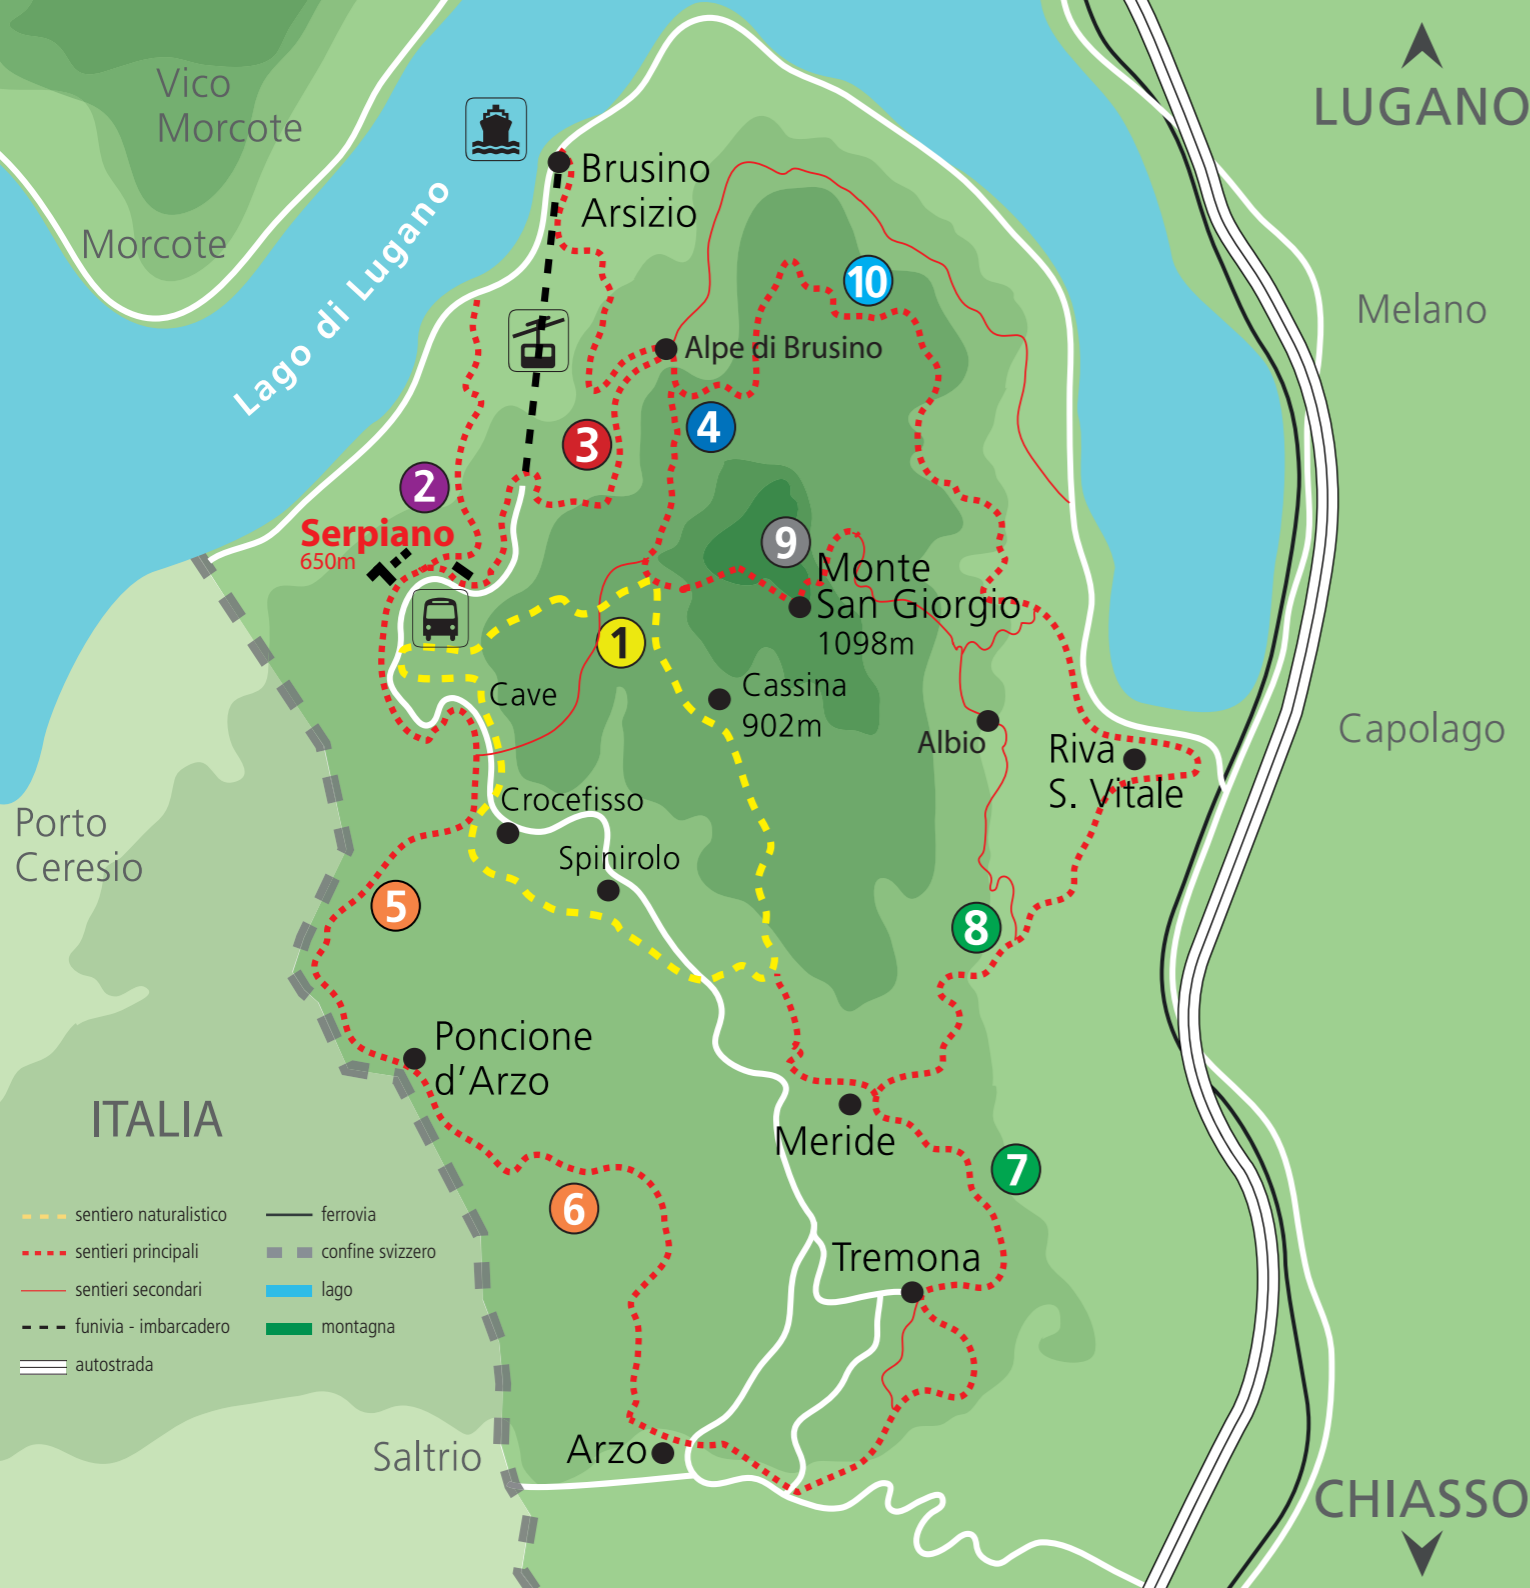 LUGANO
Vico
Morcote
Brusino
Arsizio
Morcote
Lago di Lugano
10
Melano
Alpe di Brusino
4
3
2
Serpiano
650m
9
Monte
San Giorgio
1098m
1
Cassina
902m
Cave
Albio
Capolago
Riva
S. Vitale
Crocefisso
Porto
Ceresio
Spinirolo
5
8
Poncione
d’Arzo
ITALIA
Meride
7
6
Tremona
sentiero naturalistico
sentieri principali
sentieri secondari
funivia - imbarcadero
autostrada
ferrovia
confine svizzero
lago
montagna
Saltrio
Arzo
CHIASSO